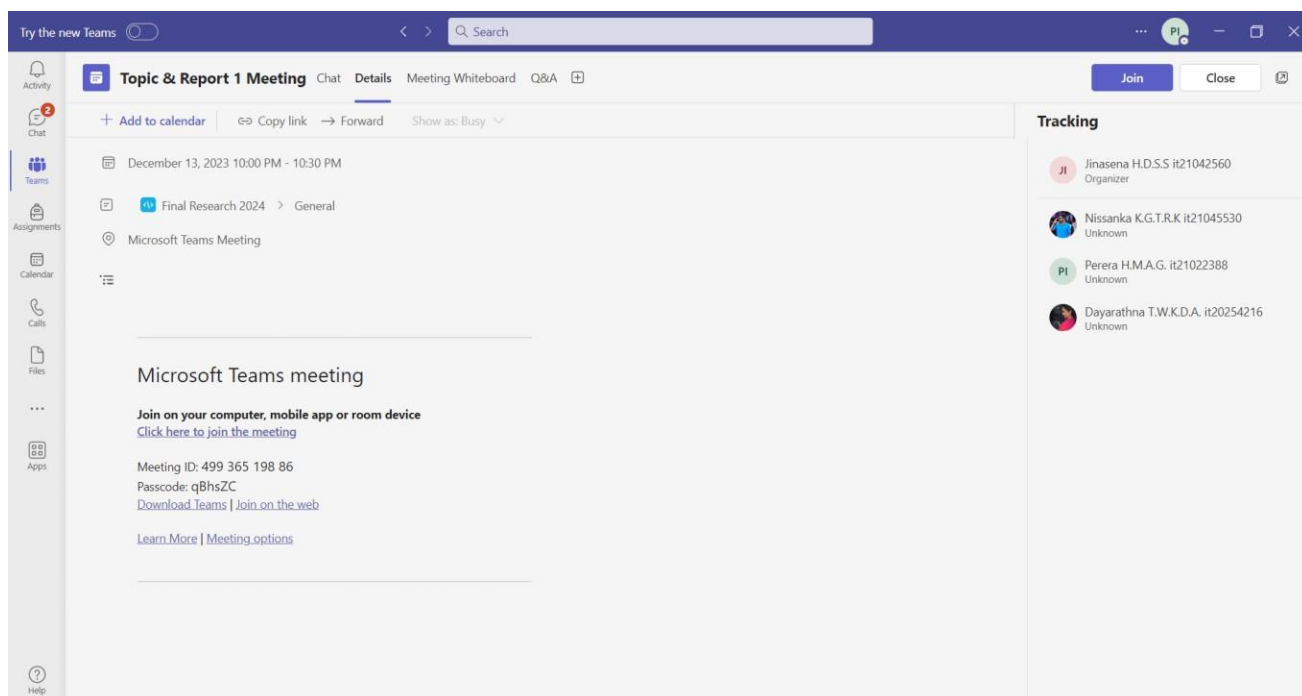 Try the new Teams
Search
PI
Activity
2
Chat
Teams
Assignments
Calendar
Calls
Files
Apps
Help
Topic & Report 1 Meeting Chat Details Meeting Whiteboard Q&A
Join Close
Add to calendar Copy link Forward Show as: Busy
December 13, 2023 10:00 PM - 10:30 PM
Final Research 2024 > General
Microsoft Teams Meeting
Microsoft Teams meeting
Join on your computer, mobile app or room device
Click here to join the meeting
Meeting ID: 499 365 198 86
Passcode: qBhsZC
Download Teams | Join on the web
Learn More | Meeting options
Tracking
JI
Jinasena H.D.S.S it21042560
Organizer
Nissanka K.G.T.R.K it21045530
Unknown
PI
Perera H.M.A.G. it21022388
Unknown
Dayarathna T.W.K.D.A. it20254216
Unknown